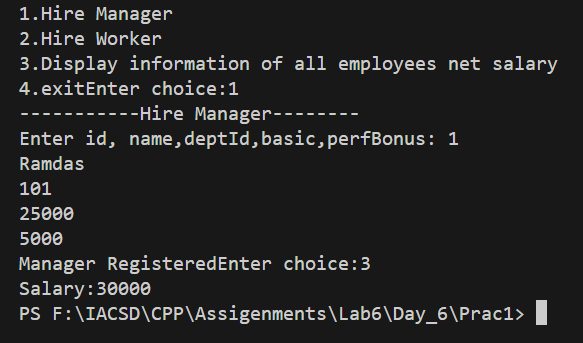 1.Hire Manager
2.Hire Worker
3.Display information of all employees net salary
4.exitEnter choice:1
-----------Hire Manager--------
Enter id, name,deptId,basic,perfBonus: 1
Ramdas
101
25000
5000
Manager RegisteredEnter choice:3
Salary:30000
PS F:\IACSD\CPP\Assigenments\Lab6\Day_6\Prac1>